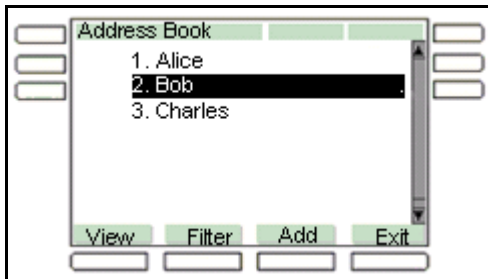 Address Book
1. Alice
2. Bob
3. Charles
View Filter Add Exit